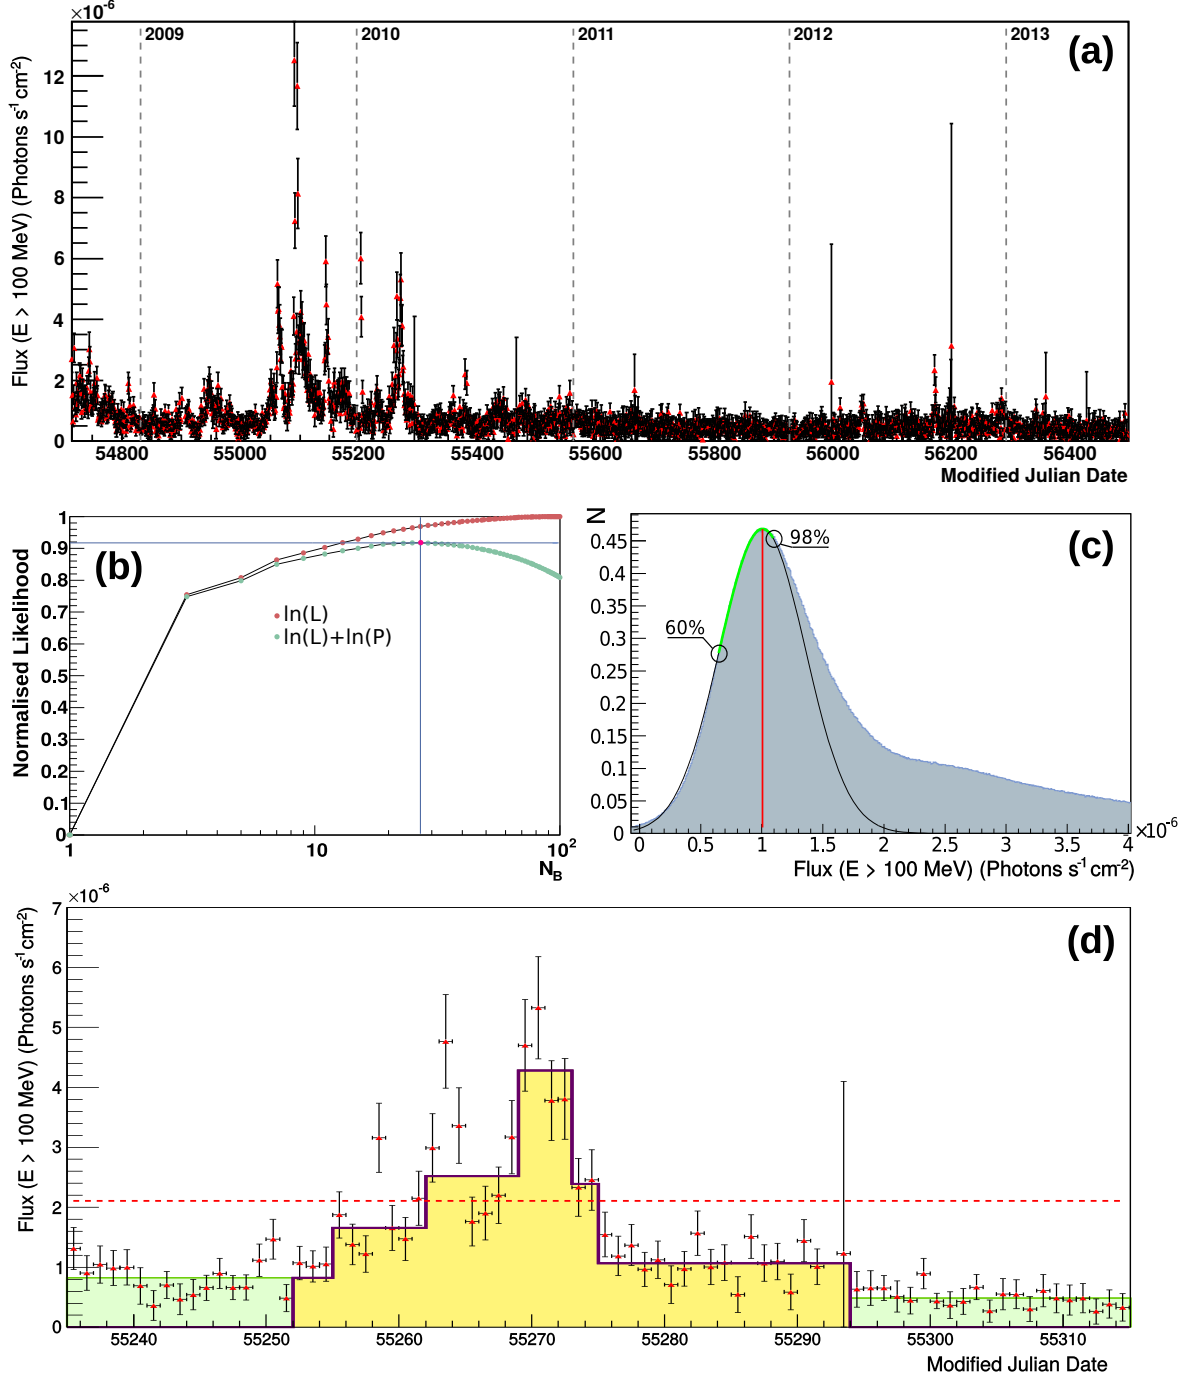 ×10⁻⁶
2009 2010 2011 2012 2013
(a)
Flux (E > 100 MeV) (Photons s⁻¹cm⁻²)
12
10
8
6
4
2
0
54800 55000 55200 55400 55600 55800 56000 56200 56400
Modified Julian Date
(b)
Normalised Likelihood
1
0.9
0.8
0.7
0.6
0.5
0.4
0.3
0.2
0.1
0
ln(L)
ln(L)+ln(P)
1 10 10²
N_B
(c)
N
0.45
0.4
0.35
0.3
0.25
0.2
0.15
0.1
0.05
0
98%
60%
0 0.5 1 1.5 2 2.5 3 3.5 4
×10⁻⁶
Flux (E > 100 MeV) (Photons s⁻¹cm⁻²)
×10⁻⁶
(d)
Flux (E > 100 MeV) (Photons s⁻¹cm⁻²)
7
6
5
4
3
2
1
0
55240 55250 55260 55270 55280 55290 55300 55310
Modified Julian Date